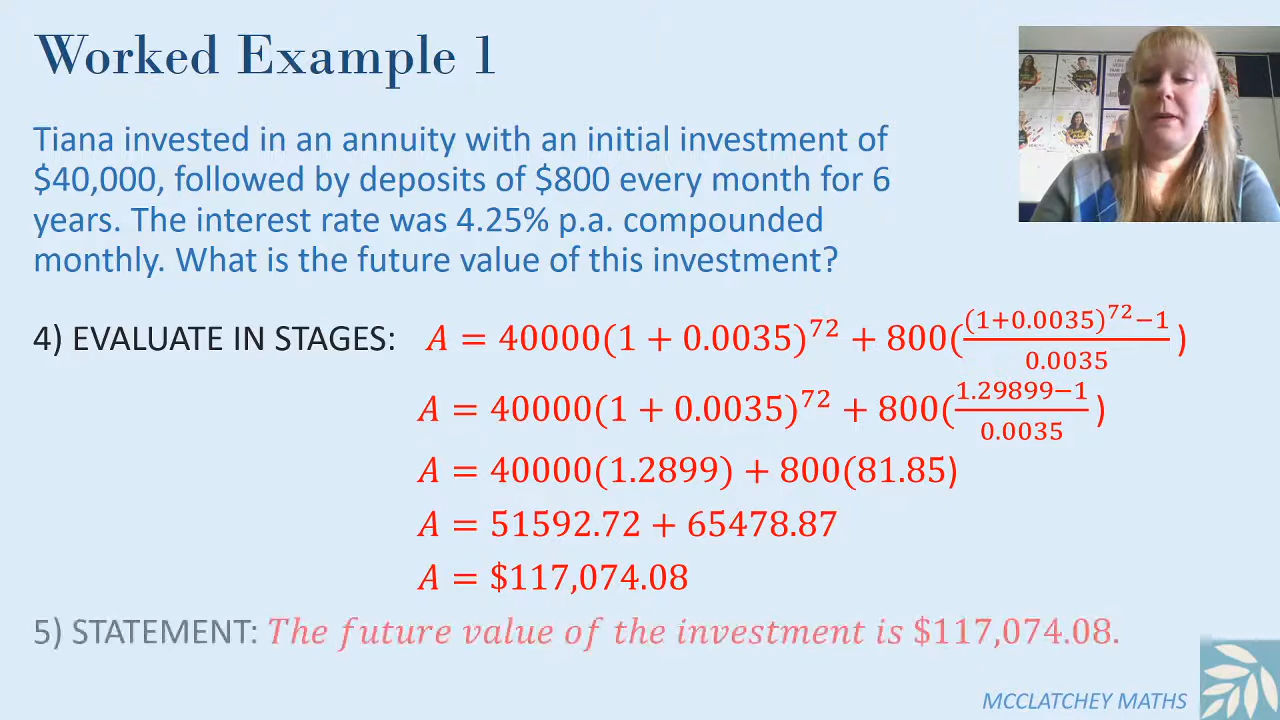 Worked Example 1
Tiana invested in an annuity with an initial investment of
$40,000, followed by deposits of $800 every month for 6
years. The interest rate was 4.25% p.a. compounded
monthly. What is the future value of this investment?
4) EVALUATE IN STAGES: A = 40000(1 + 0.0035)^72 + 800((1+0.0035)^72−1 / 0.0035)
A = 40000(1 + 0.0035)^72 + 800(1.29899−1 / 0.0035)
A = 40000(1.2899) + 800(81.85)
A = 51592.72 + 65478.87
A = $117,074.08
5) STATEMENT: The future value of the investment is $117,074.08.
MCCLATCHEY MATHS